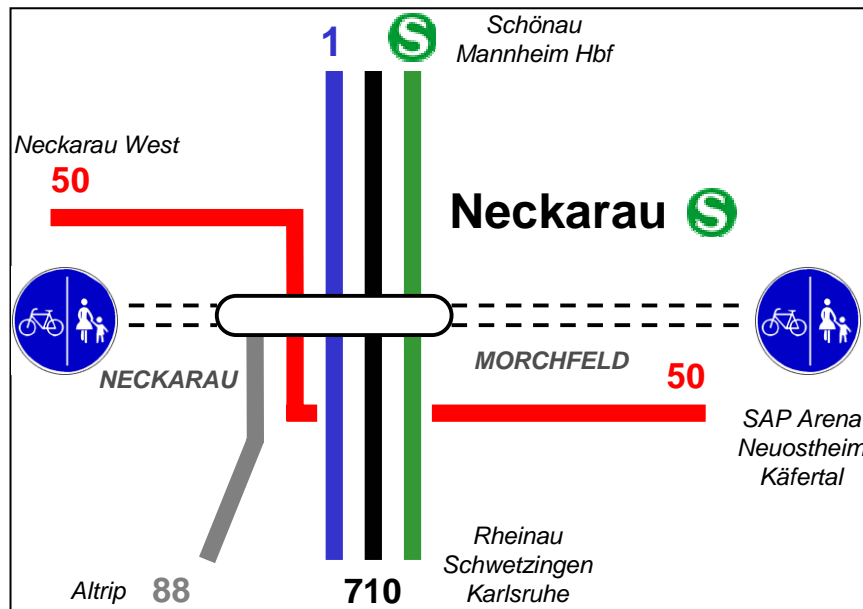 1
S
Schönau
Mannheim Hbf
Neckarau West
50
Neckarau S
NECKARAU
MORCHFELD
50
SAP Arena
Neuostheim
Käfertal
Rheinau
Schwetzingen
Karlsruhe
Altrip 88
710